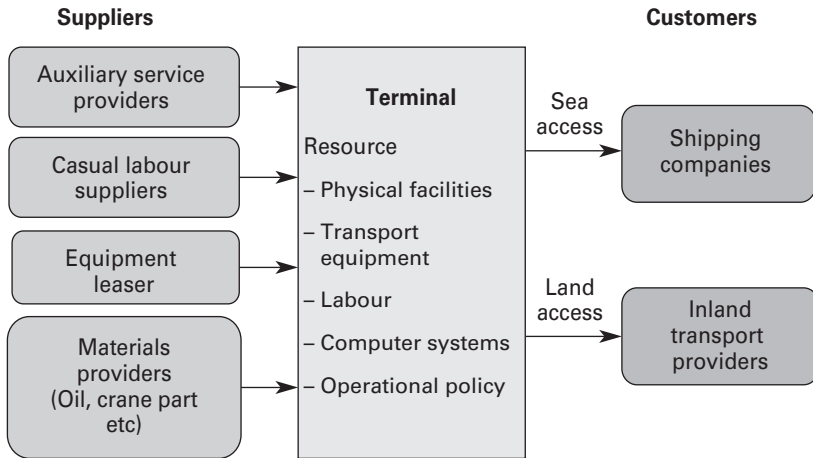 Suppliers
Customers
Auxiliary service
providers
Casual labour
suppliers
Equipment
leaser
Materials
providers
(Oil, crane part
etc)
Terminal
Resource
– Physical facilities
– Transport
equipment
– Labour
– Computer systems
– Operational policy
Sea
access
Land
access
Shipping
companies
Inland
transport
providers